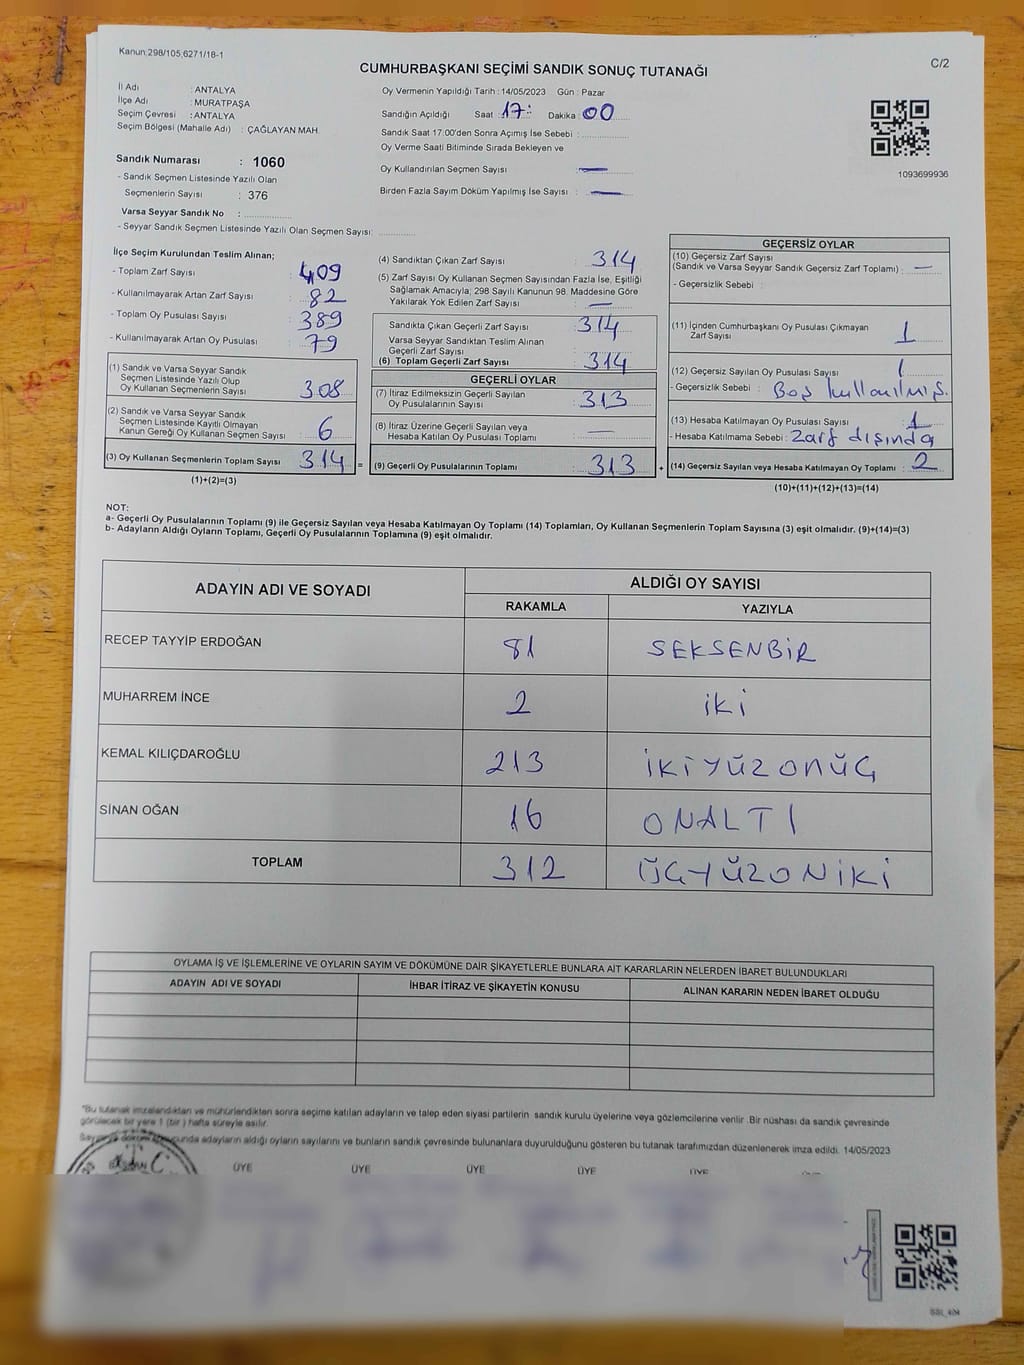 Kanun:298/105,6271/18-1
C/2
CUMHURBAŞKANI SEÇİMİ SANDIK SONUÇ TUTANAĞI
İl Adı : ANTALYA
İlçe Adı : MURATPAŞA
Seçim Çevresi : ANTALYA
Seçim Bölgesi (Mahalle Adı) : ÇAĞLAYAN MAH.
Sandık Numarası : 1060
- Sandık Seçmen Listesinde Yazılı Olan
Seçmenlerin Sayısı : 376
Varsa Seyyar Sandık No :
- Seyyar Sandık Seçmen Listesinde Yazılı Olan Seçmen Sayısı:
Oy Vermenin Yapıldığı Tarih : 14/05/2023 Gün : Pazar
Sandığın Açıldığı Saat : 17: Dakika : 00
Sandık Saat 17:00'den Sonra Açımış İse Sebebi :
Oy Verme Saati Bitiminde Sırada Bekleyen ve
Oy Kullandırılan Seçmen Sayısı : —
Birden Fazla Sayım Döküm Yapılmış İse Sayısı : —
1093699936
İlçe Seçim Kurulundan Teslim Alınan;
- Toplam Zarf Sayısı : 409
- Kullanılmayarak Artan Zarf Sayısı : 82
- Toplam Oy Pusulası Sayısı : 389
- Kullanılmayarak Artan Oy Pusulası : 79
(1) Sandık ve Varsa Seyyar Sandık
Seçmen Listesinde Yazılı Olup
Oy Kullanan Seçmenlerin Sayısı : 308
(2) Sandık ve Varsa Seyyar Sandık
Seçmen Listesinde Kayıtlı Olmayan
Kanun Gereği Oy Kullanan Seçmen Sayısı : 6
(3) Oy Kullanan Seçmenlerin Toplam Sayısı : 314 =
(1)+(2)=(3)
(4) Sandıktan Çıkan Zarf Sayısı : 314
(5) Zarf Sayısı Oy Kullanan Seçmen Sayısından Fazla İse, Eşitliği
Sağlamak Amacıyla, 298 Sayılı Kanunun 98. Maddesine Göre
Yakılarak Yok Edilen Zarf Sayısı : —
Sandıkta Çıkan Geçerli Zarf Sayısı : 314
Varsa Seyyar Sandıktan Teslim Alınan
Geçerli Zarf Sayısı :
(6) Toplam Geçerli Zarf Sayısı : 314
GEÇERLİ OYLAR
(7) İtiraz Edilmeksizin Geçerli Sayılan
Oy Pusulalarının Sayısı : 313
(8) İtiraz Üzerine Geçerli Sayılan veya
Hesaba Katılan Oy Pusulası Toplamı : —
(9) Geçerli Oy Pusulalarının Toplamı : 313 +
GEÇERSİZ OYLAR
(10) Geçersiz Zarf Sayısı
(Sandık ve Varsa Seyyar Sandık Geçersiz Zarf Toplamı) : —
- Geçersizlik Sebebi :
(11) İçinden Cumhurbaşkanı Oy Pusulası Çıkmayan
Zarf Sayısı : 1
(12) Geçersiz Sayılan Oy Pusulası Sayısı : 1
- Geçersizlik Sebebi : Boş kullanılmış.
(13) Hesaba Katılmayan Oy Pusulası Sayısı : 1
- Hesaba Katılmama Sebebi : Zarf dışında
(14) Geçersiz Sayılan veya Hesaba Katılmayan Oy Toplamı : 2
(10)+(11)+(12)+(13)=(14)
NOT:
a- Geçerli Oy Pusulalarının Toplamı (9) ile Geçersiz Sayılan veya Hesaba Katılmayan Oy Toplamı (14) Toplamları, Oy Kullanan Seçmenlerin Toplam Sayısına (3) eşit olmalıdır. (9)+(14)=(3)
b- Adayların Aldığı Oyların Toplamı, Geçerli Oy Pusulalarının Toplamına (9) eşit olmalıdır.
ADAYIN ADI VE SOYADI
ALDIĞI OY SAYISI
RAKAMLA YAZIYLA
RECEP TAYYİP ERDOĞAN 81 SEKSENBİR
MUHARREM İNCE 2 iki
KEMAL KILIÇDAROĞLU 213 İKİYÜZONÜÇ
SİNAN OĞAN 16 ONALTI
TOPLAM 312 ÜÇYÜZONİKİ
OYLAMA İŞ VE İŞLEMLERİNE VE OYLARIN SAYIM VE DÖKÜMÜNE DAİR ŞİKAYETLERLE BUNLARA AİT KARARLARIN NELERDEN İBARET BULUNDUKLARI
ADAYIN ADI VE SOYADI İHBAR İTİRAZ VE ŞİKAYETİN KONUSU ALINAN KARARIN NEDEN İBARET OLDUĞU
"Bu tutanak imzalandıktan ve mühürlendikten sonra seçime katılan adayların ve talep eden siyasi partilerin sandık kurulu üyelerine veya gözlemcilerine verilir .Bir nüshası da sandık çevresinde
görülecek bir yere 1 (bir ) hafta süreyle asılır.
adayların aldığı oyların sayılarını ve bunların sandık çevresinde bulunanlara duyurulduğunu gösteren bu tutanak tarafımızdan düzenlenerek imza edildi. 14/05/2023
BAŞKAN ÜYE ÜYE ÜYE ÜYE ÜYE